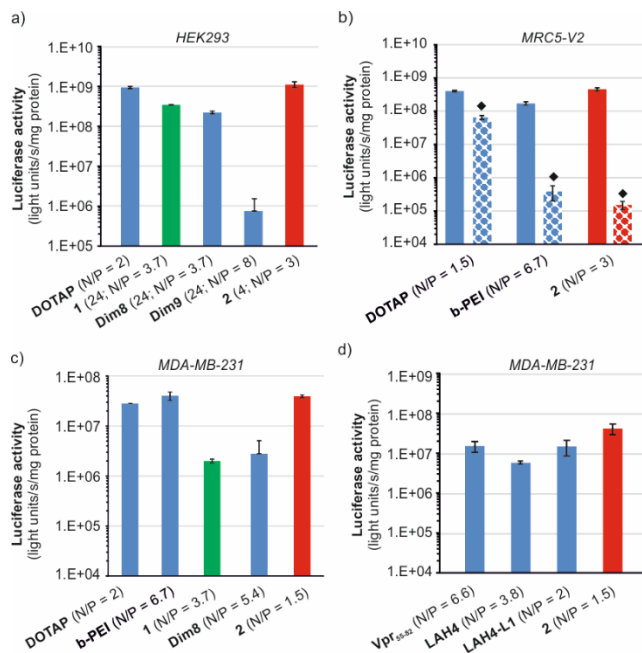 a)
HEK293
Luciferase activity
(light units/s/mg protein)
1.E+10
1.E+09
1.E+08
1.E+07
1.E+06
1.E+05
DOTAP (N/P = 2)
1 (24; N/P = 3.7)
Dim8 (24; N/P = 3.7)
Dim9 (24; N/P = 8)
2 (4; N/P = 3)
b)
MRC5-V2
Luciferase activity
(light units/s/mg protein)
1.E+10
1.E+09
1.E+08
1.E+07
1.E+06
1.E+05
1.E+04
DOTAP (N/P = 1.5)
b-PEI (N/P = 6.7)
2 (N/P = 3)
c)
MDA-MB-231
Luciferase activity
(light units/s/mg protein)
1.E+08
1.E+07
1.E+06
1.E+05
1.E+04
DOTAP (N/P = 2)
b-PEI (N/P = 6.7)
1 (N/P = 3.7)
Dim8 (N/P = 5.4)
2 (N/P = 1.5)
d)
MDA-MB-231
Luciferase activity
(light units/s/mg protein)
1.E+09
1.E+08
1.E+07
1.E+06
1.E+05
1.E+04
Vpr55-82 (N/P = 6.6)
LAH4 (N/P = 3.8)
LAH4-L1 (N/P = 2)
2 (N/P = 1.5)